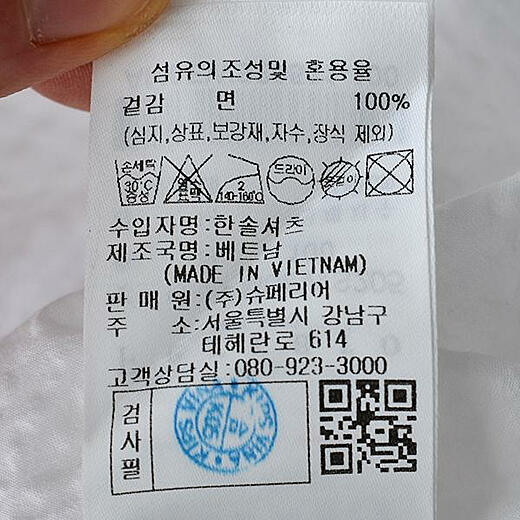 섬유의조성및 혼용율
겉감 면 100%
(심지,상표,보강재,자수,장식 제외)
손세탁
30℃
중성
2
140~160℃
드라이
수입자명:한솔셔츠
제조국명:베트남
(MADE IN VIETNAM)
판 매 원:(주)슈페리어
주 소:서울특별시 강남구
테헤란로 614
고객상담실:080-923-3000
검사필